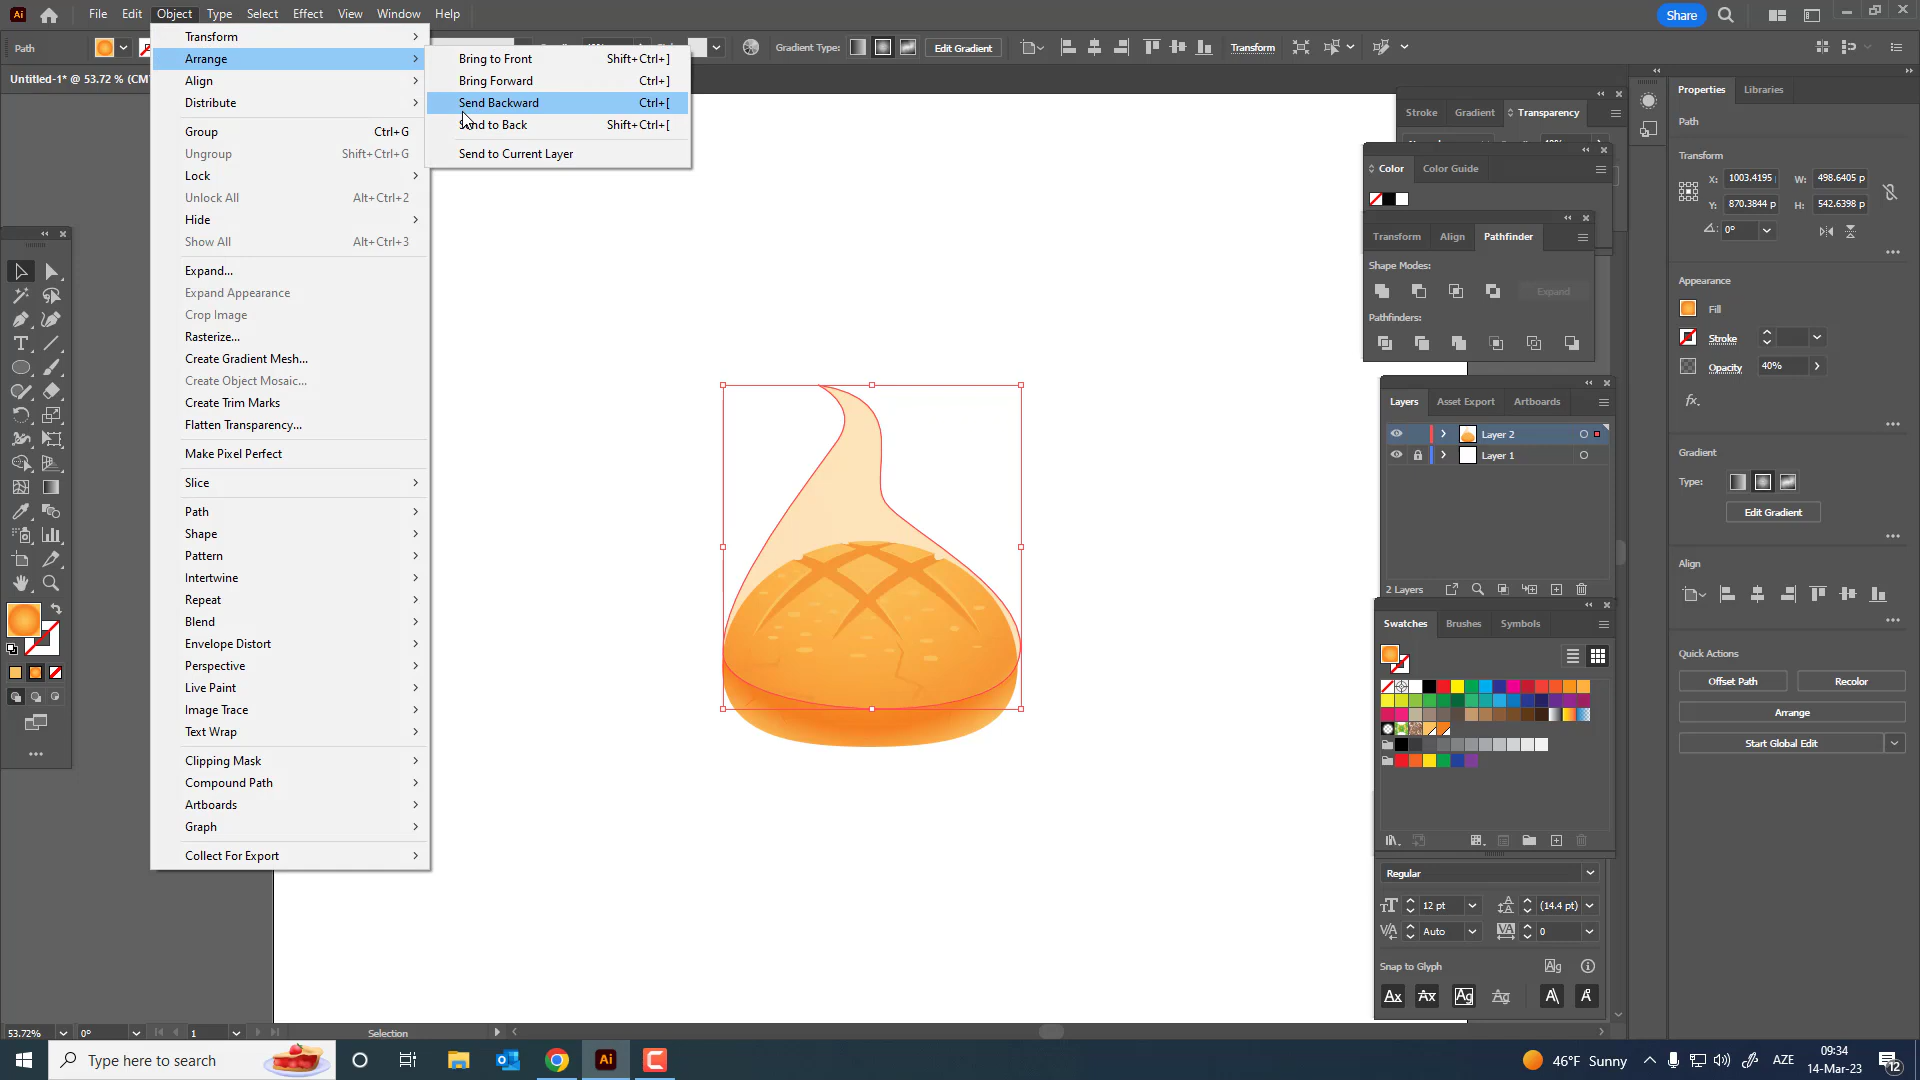 Ai File Edit Object Type Select Effect View Window Help Share
Path Gradient Type: Edit Gradient Transform
Untitled-1* @ 53.72 % (CM
Transform
Arrange
Align
Distribute
Group Ctrl+G
Ungroup Shift+Ctrl+G
Lock
Unlock All Alt+Ctrl+2
Hide
Show All Alt+Ctrl+3
Expand...
Expand Appearance
Crop Image
Rasterize...
Create Gradient Mesh...
Create Object Mosaic...
Create Trim Marks
Flatten Transparency...
Make Pixel Perfect
Slice
Path
Shape
Pattern
Intertwine
Repeat
Blend
Envelope Distort
Perspective
Live Paint
Image Trace
Text Wrap
Clipping Mask
Compound Path
Artboards
Graph
Collect For Export
Bring to Front Shift+Ctrl+]
Bring Forward Ctrl+]
Send Backward Ctrl+[
Send to Back Shift+Ctrl+[
Send to Current Layer
Stroke Gradient Transparency
Color Color Guide
Transform Align Pathfinder
Shape Modes:
Expand
Pathfinders:
Layers Asset Export Artboards
Layer 2
Layer 1
2 Layers
Swatches Brushes Symbols
Regular
12 pt (14.4 pt)
Auto 0
Snap to Glyph
Properties Libraries
Path
Transform
X: 1003.4195 W: 498.6405 p
Y: 870.3844 p H: 542.6398 p
0°
Appearance
Fill
Stroke
Opacity 40%
fx.
Gradient
Type:
Edit Gradient
Align
Quick Actions
Offset Path Recolor
Arrange
Start Global Edit
53.72% 0° 1 Selection
Type here to search
Ai
46°F Sunny AZE
09:34
14-Mar-23
12